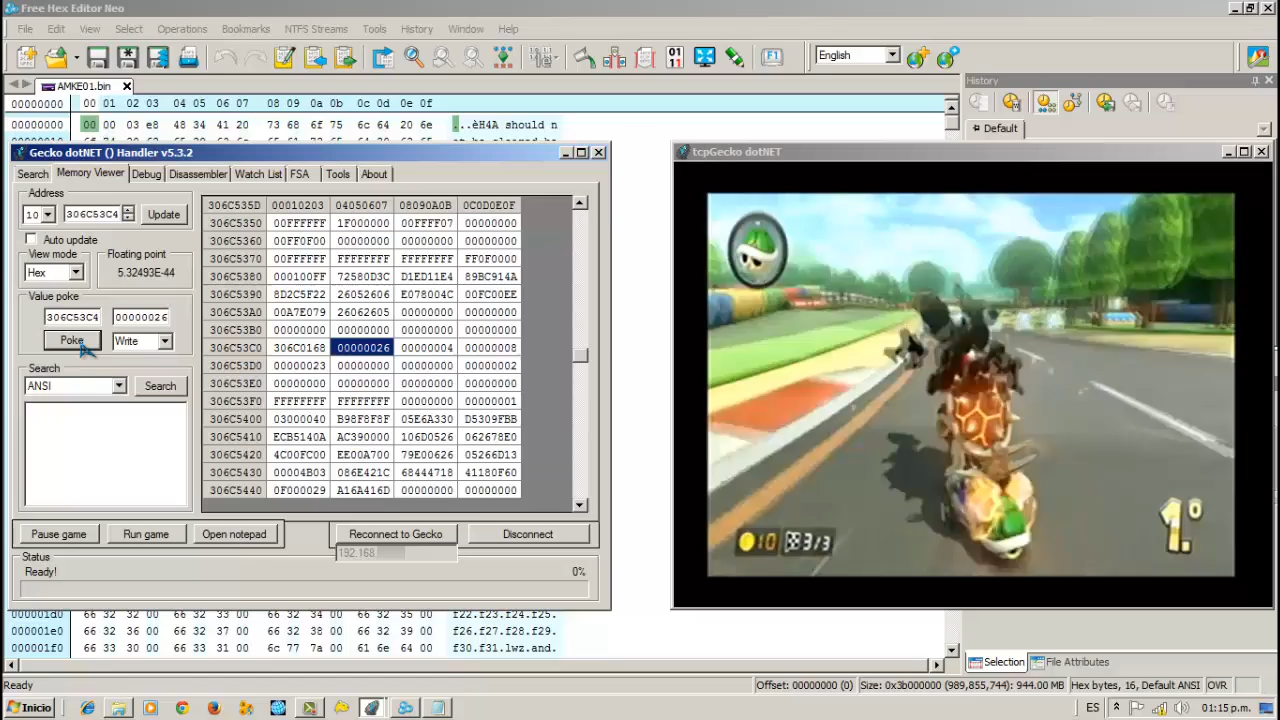 Free Hex Editor Neo
File Edit View Select Operations Bookmarks NTFS Streams Tools History Window Help
English
AMKE01.bin
History
00000000 00 01 02 03 04 05 06 07 08 09 0a 0b 0c 0d 0e 0f
00000000 00 00 03 e8 48 34 41 20 73 68 6f 75 6c 64 20 6e ...èH4A should n
Default
Gecko dotNET () Handler v5.3.2
tcpGecko dotNET
Search Memory Viewer Debug Disassembler Watch List FSA Tools About
Address
10 306C53C4 Update
Auto update
View mode
Hex
Floating point
5.32493E-44
Value poke
306C53C4 00000026
Poke Write
Search
ANSI Search
306C535D 00010203 04050607 08090A0B 0C0D0E0F
306C5350 00FFFFFF 1F000000 00FFFF07 00000000
306C5360 00FF0F00 00000000 00000000 00000000
306C5370 00FFFFFF FFFFFFFF FFFFFFFF FF0F0000
306C5380 000100FF 72580D3C D1ED11E4 89BC914A
306C5390 8D2C5F22 26052606 E078004C 00FC00EE
306C53A0 00A7E079 26062605 00000000 00000000
306C53B0 00000000 00000000 00000000 00000000
306C53C0 306C0168 00000026 00000004 00000008
306C53D0 00000023 00000000 00000000 00000002
306C53E0 00000000 00000000 00000000 00000000
306C53F0 FFFFFFFF FFFFFFFF 00000000 00000001
306C5400 03000040 B98F8F8F 05E6A330 D5309FBB
306C5410 ECB5140A AC390000 106D0526 062678E0
306C5420 4C00FC00 EE00A700 79E00626 05266D13
306C5430 00004B03 086E421C 68444718 41180F60
306C5440 0F000029 A16A416D 00000000 00000000
Pause game Run game Open notepad Reconnect to Gecko Disconnect
192.168
Status
Ready! 0%
10 3/3
1.º
000001d0 66 32 32 00 66 32 33 00 66 32 34 00 66 32 35 00 f22.f23.f24.f25.
000001e0 66 32 36 00 66 32 37 00 66 32 38 00 66 32 39 00 f26.f27.f28.f29.
000001f0 66 33 30 00 66 33 31 00 6c 77 7a 00 61 6e 64 00 f30.f31.lwz.and.
Selection File Attributes
Ready Offset: 00000000 (0) Size: 0x3b000000 (989,855,744): 944.00 MB Hex bytes, 16, Default ANSI OVR
Inicio ES 01:15 p.m.